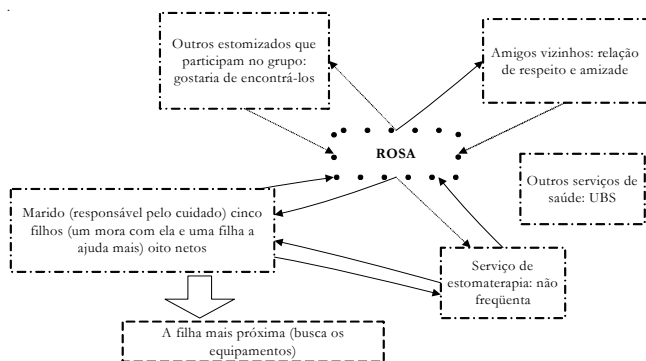 Outros estomizados que
participam no grupo:
gostaria de encontrá-los
Amigos vizinhos: relação
de respeito e amizade
ROSA
Outros serviços de
saúde: UBS
Marido (responsável pelo cuidado) cinco
filhos (um mora com ela e uma filha a
ajuda mais) oito netos
Serviço de
estomaterapia: não
freqüenta
A filha mais próxima (busca os
equipamentos)